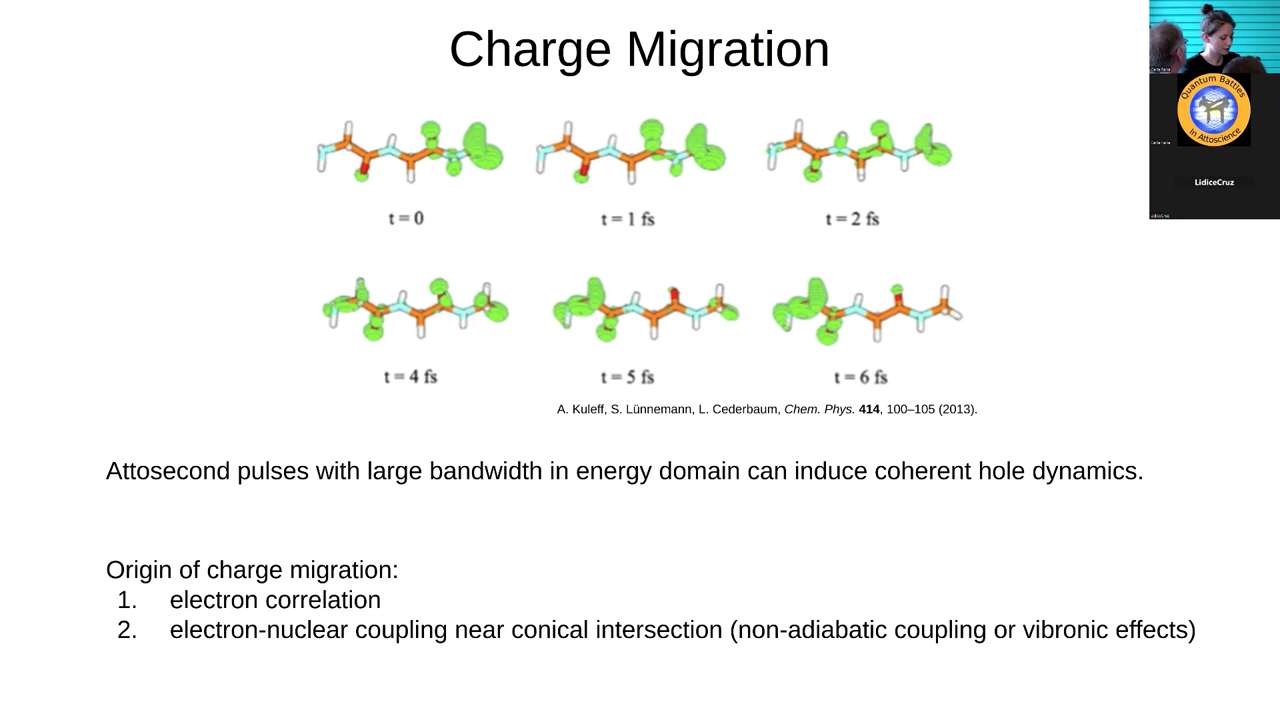 Charge Migration
t = 0
t = 1 fs
t = 2 fs
t = 4 fs
t = 5 fs
t = 6 fs
A. Kuleff, S. Lünnemann, L. Cederbaum, Chem. Phys. 414, 100–105 (2013).
Attosecond pulses with large bandwidth in energy domain can induce coherent hole dynamics.
Origin of charge migration:
1. electron correlation
2. electron-nuclear coupling near conical intersection (non-adiabatic coupling or vibronic effects)
Quantum Battles
in Attoscience
LidiceCruz